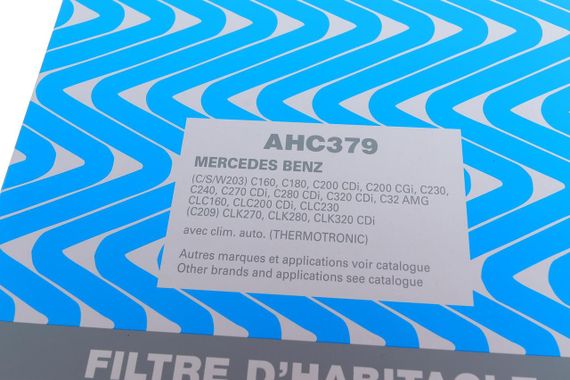 AHC379
MERCEDES BENZ
(C/S/W203) C160, C180, C200 CDi, C200 CGi, C230,
C240, C270 CDi, C280 CDi, C320 CDi, C32 AMG
CLC160, CLC200 CDi, CLC230
(C209) CLK270, CLK280, CLK320 CDi
avec clim. auto. (THERMOTRONIC)
Autres marques et applications voir catalogue
Other brands and applications see catalogue
FILTRE D'HABITACLE